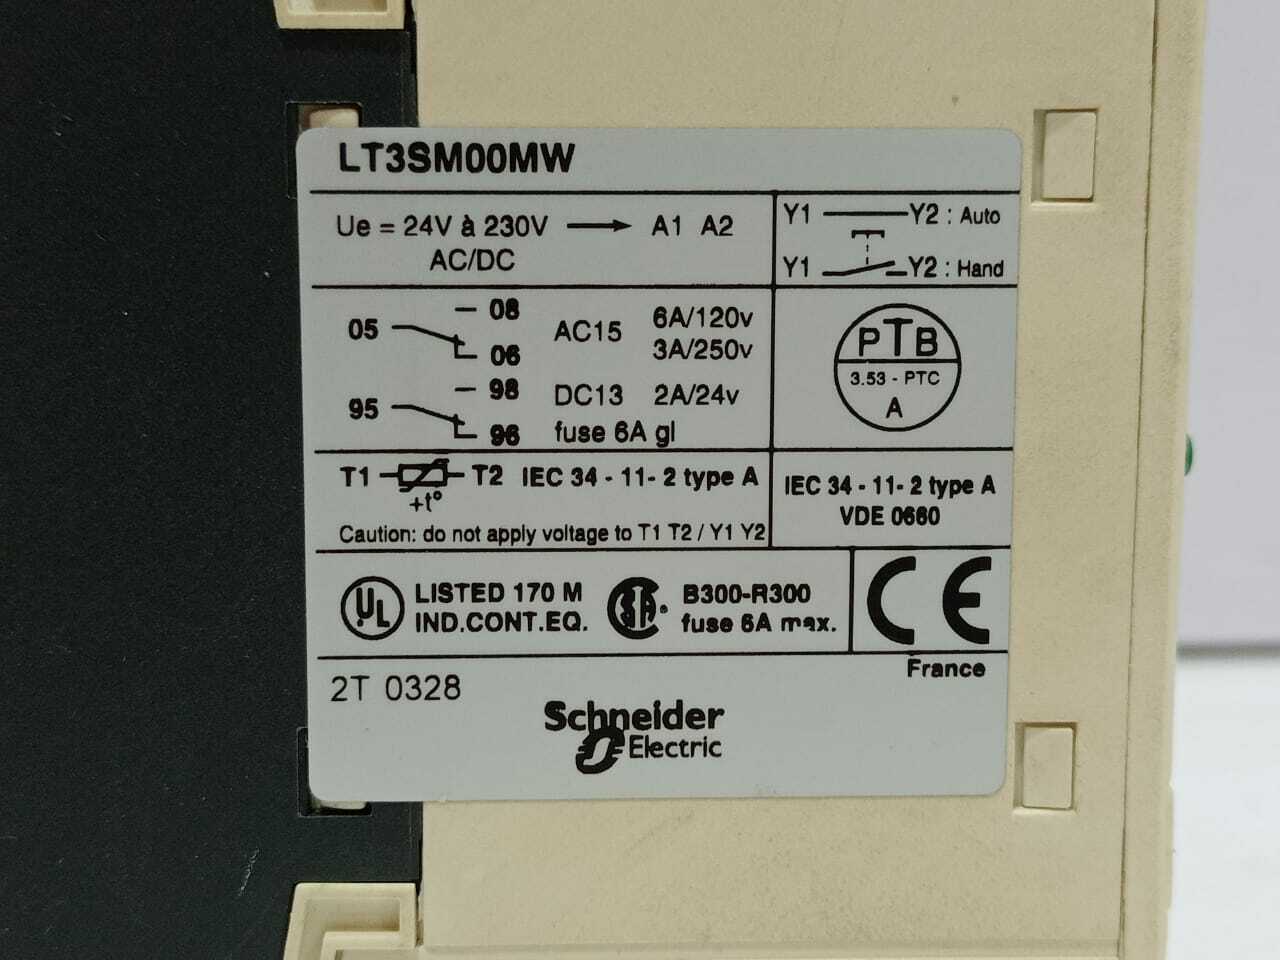 LT3SM00MW
Ue = 24V à 230V → A1 A2
AC/DC
Y1 Y2 : Auto
Y1 Y2 : Hand
05 08
06
95 98
96
AC15 6A/120v
3A/250v
DC13 2A/24v
fuse 6A gl
PTB
3.53 - PTC
A
T1 T2 IEC 34 - 11- 2 type A
+t°
Caution: do not apply voltage to T1 T2 / Y1 Y2
IEC 34 - 11- 2 type A
VDE 0660
UL LISTED 170 M
IND.CONT.EQ.
SA B300-R300
fuse 6A max.
CE
France
2T 0328
Schneider
Electric